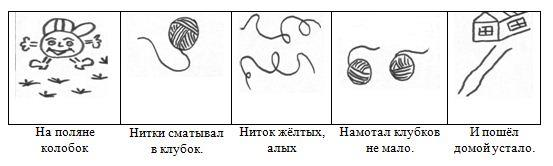 На поляне
колобок
Нитки сматывал
в клубок.
Ниток жёлтых,
алых
Намотал клубков
не мало.
И пошёл
домой устало.